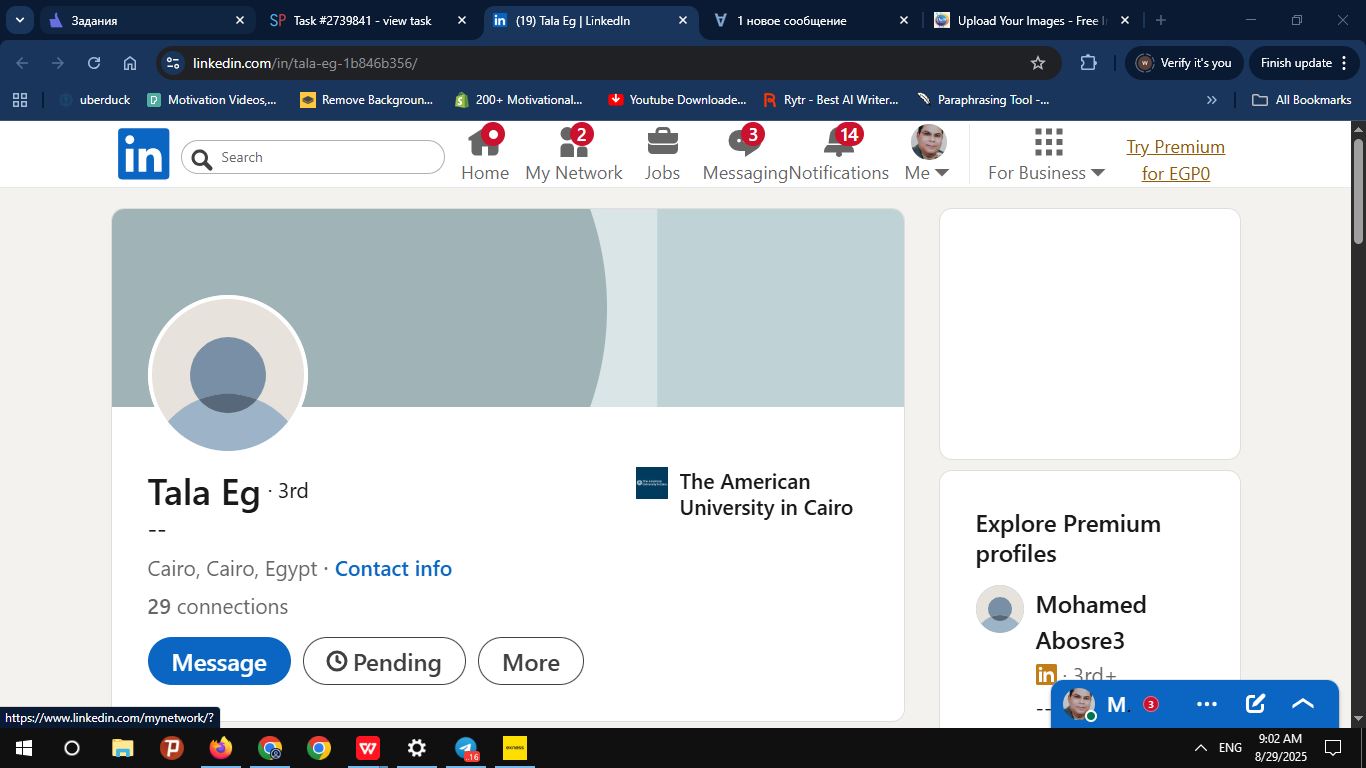 Задания
Task #2739841 - view task
(19) Tala Eg | LinkedIn
1 новое сообщение
Upload Your Images - Free
linkedin.com/in/tala-eg-1b846b356/
Verify it's you
Finish update
uberduck
Motivation Videos,...
Remove Backgroun...
200+ Motivational...
Youtube Downloade...
Rytr - Best AI Writer...
Paraphrasing Tool -...
All Bookmarks
in
Search
Home
2
My Network
Jobs
3
Messaging
14
Notifications
Me
For Business
Try Premium
for EGP0
Tala Eg · 3rd
--
The American
University in Cairo
Cairo, Cairo, Egypt · Contact info
29 connections
Message
Pending
More
Explore Premium
profiles
Mohamed
Abosre3
in · 3rd+
--
M.
3
https://www.linkedin.com/mynetwork/?
..16
exness
ENG
9:02 AM
8/29/2025